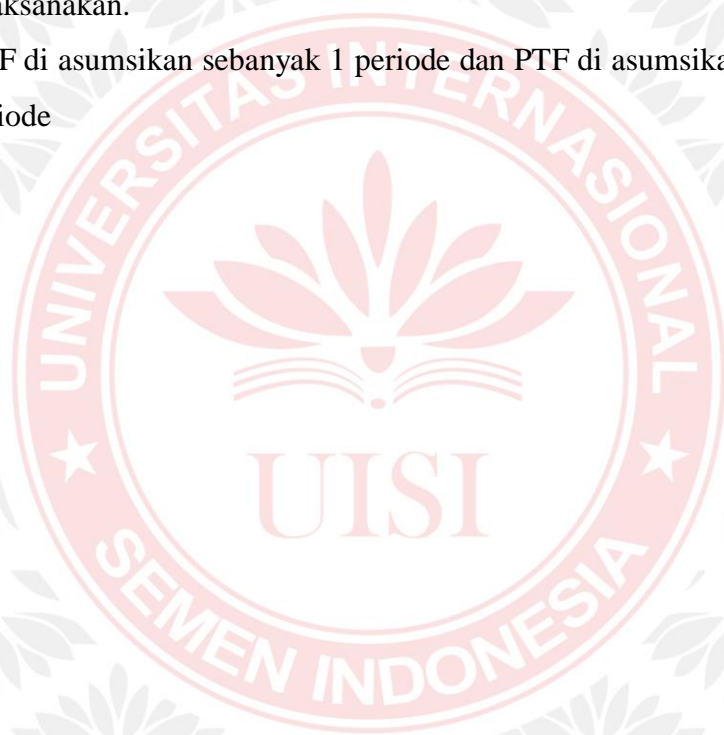 aksanakan.
F di asumsikan sebanyak 1 periode dan PTF di asumsika
iode
UNIVERSITAS INTERNASIONAL
UISI
SEMEN INDONESIA